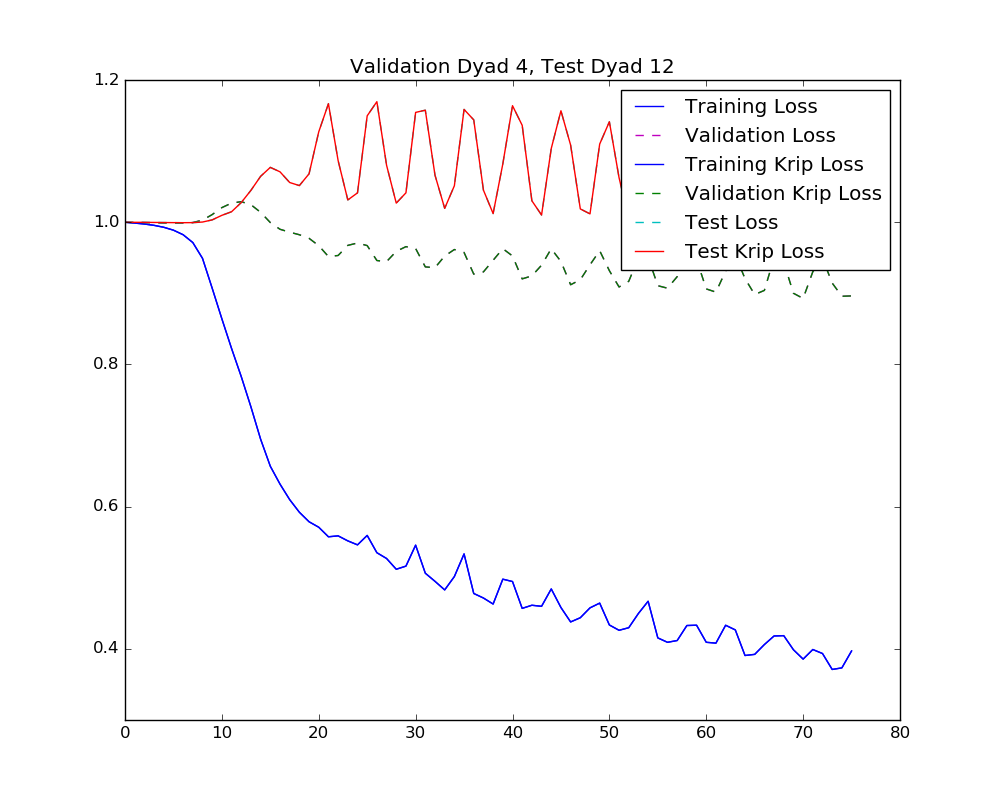 Validation Dyad 4, Test Dyad 12
1.2
1.0
0.8
0.6
0.4
Training Loss
Validation Loss
Training Krip Loss
Validation Krip Loss
Test Loss
Test Krip Loss
0 10 20 30 40 50 60 70 80